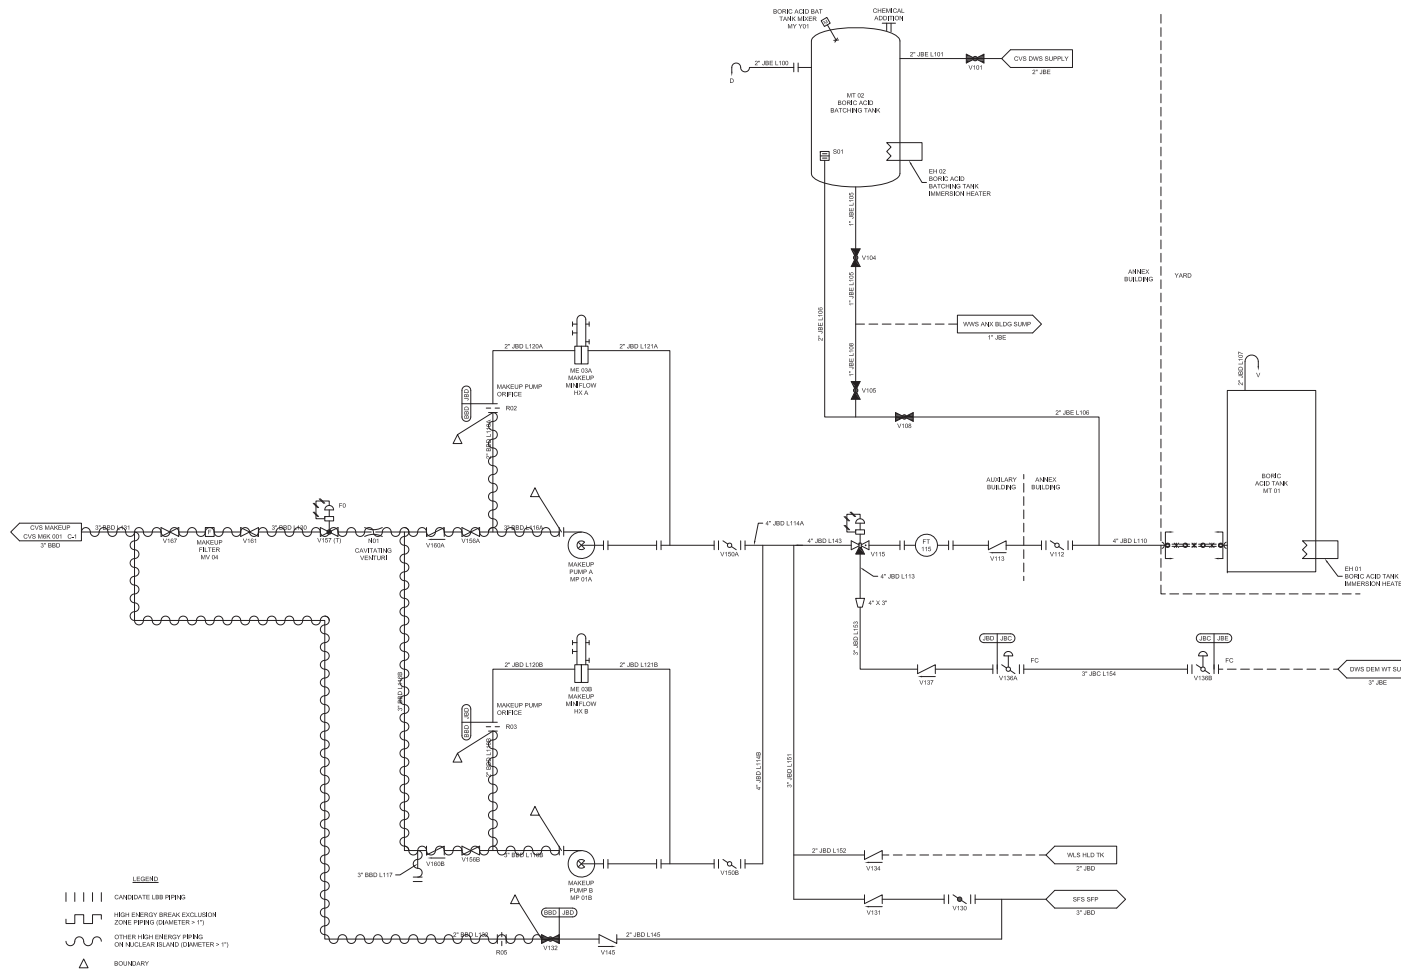 BORIC ACID BAT
TANK MIXER
MY Y01
CHEMICAL
ADDITION
2" JBE L100
D
2" JBE L101
V101
CVS DWS SUPPLY
2" JBE
MT 02
BORIC ACID
BATCHING TANK
S01
EH 02
BORIC ACID
BATCHING TANK
IMMERSION HEATER
1" JBE L105
V104
1" JBE L105
2" JBE L106
WWS ANX BLDG SUMP
1" JBE
1" JBE L108
V105
V108
2" JBE L106
ANNEX
BUILDING
YARD
2" JBD L107
V
BORIC
ACID TANK
MT 01
EH 01
BORIC ACID TANK
IMMERSION HEATE
2" JBD L120A
2" JBD L121A
ME 03A
MAKEUP
MINIFLOW
HX A
MAKEUP PUMP
ORIFICE
BBD
JBD
R02
CVS MAKEUP
CVS M6K 001 C-1
3" BBD
3" BBD L131
V167
MAKEUP
FILTER
MV 04
V161
3" BBD L130
FO
V157 (T)
N01
CAVITATING
VENTURI
V160A
V156A
3" BBD L116A
MAKEUP
PUMP A
MP 01A
V150A
4" JBD L114A
4" JBD L143
V115
FT
115
V113
AUXILARY
BUILDING
ANNEX
BUILDING
V112
4" JBD L110
4" JBD L113
4" X 3"
3" JBD L153
V137
JBD
JBC
FC
V136A
3" JBC L154
JBC
JBE
FC
V136B
DWS DEM WT SU
3" JBE
2" JBD L120B
2" JBD L121B
ME 03B
MAKEUP
MINIFLOW
HX B
MAKEUP PUMP
ORIFICE
BBD
JBD
R03
V160B
V156B
3" BBD L116B
3" BBD L117
MAKEUP
PUMP B
MP 01B
V150B
4" JBD L114B
3" JBD L151
2" JBD L152
V134
WLS HLD TK
2" JBD
V131
V130
SFS SFP
3" JBD
2" BBD L132
R05
BBD
JBD
V132
V145
2" JBD L145
LEGEND
CANDIDATE LBB PIPING
HIGH ENERGY BREAK EXCLUSION
ZONE PIPING (DIAMETER > 1")
OTHER HIGH ENERGY PIPING
ON NUCLEAR ISLAND (DIAMETER > 1")
BOUNDARY